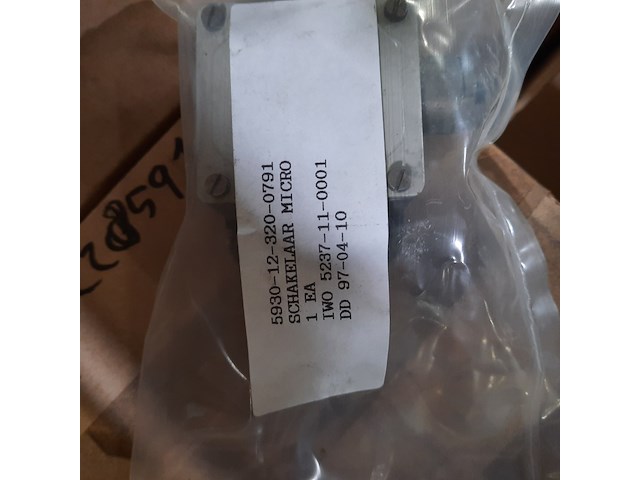 5930-12-320-0791
SCHAKELAAR MICRO
1 EA
IWO 5237-11-0001
DD 97-04-10